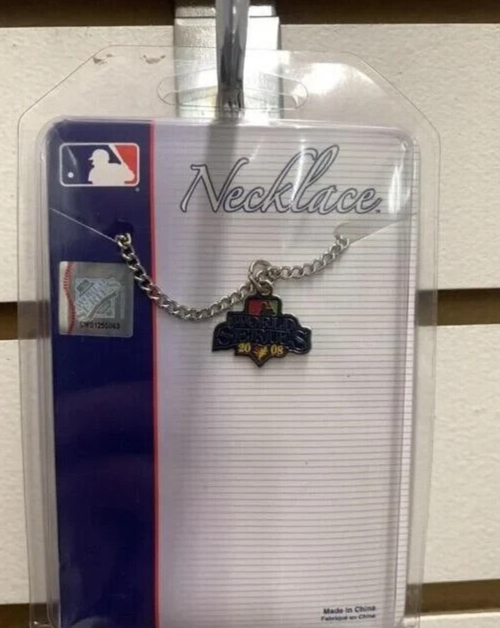 Necklace
WORLD
SERIES
20 08
Made in China
Fabriqué en Chine